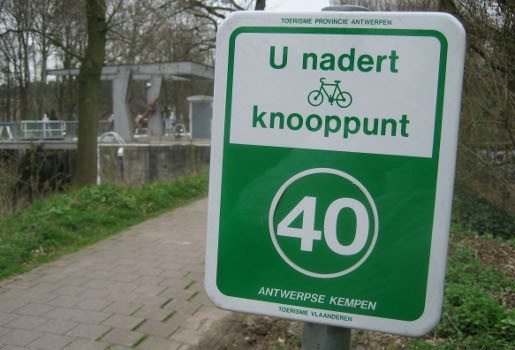 TOERISME PROVINCIE ANTWERPEN
U nadert
knooppunt
40
ANTWERPSE KEMPEN
TOERISME VLAANDEREN